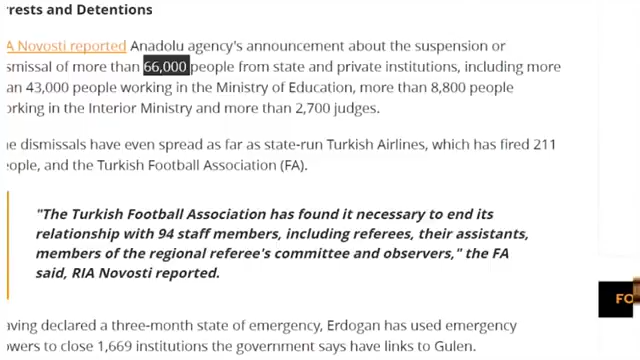 rrests and Detentions
A Novosti reported Anadolu agency's announcement about the suspension or
smissal of more than 66,000 people from state and private institutions, including more
an 43,000 people working in the Ministry of Education, more than 8,800 people
orking in the Interior Ministry and more than 2,700 judges.
e dismissals have even spread as far as state-run Turkish Airlines, which has fired 211
eople, and the Turkish Football Association (FA).
"The Turkish Football Association has found it necessary to end its
relationship with 94 staff members, including referees, their assistants,
members of the regional referee's committee and observers," the FA
said, RIA Novosti reported.
FO
aving declared a three-month state of emergency, Erdogan has used emergency
owers to close 1,669 institutions the government says have links to Gulen.